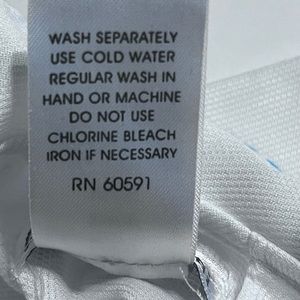 WASH SEPARATELY
USE COLD WATER
REGULAR WASH IN
HAND OR MACHINE
DO NOT USE
CHLORINE BLEACH
IRON IF NECESSARY
RN 60591